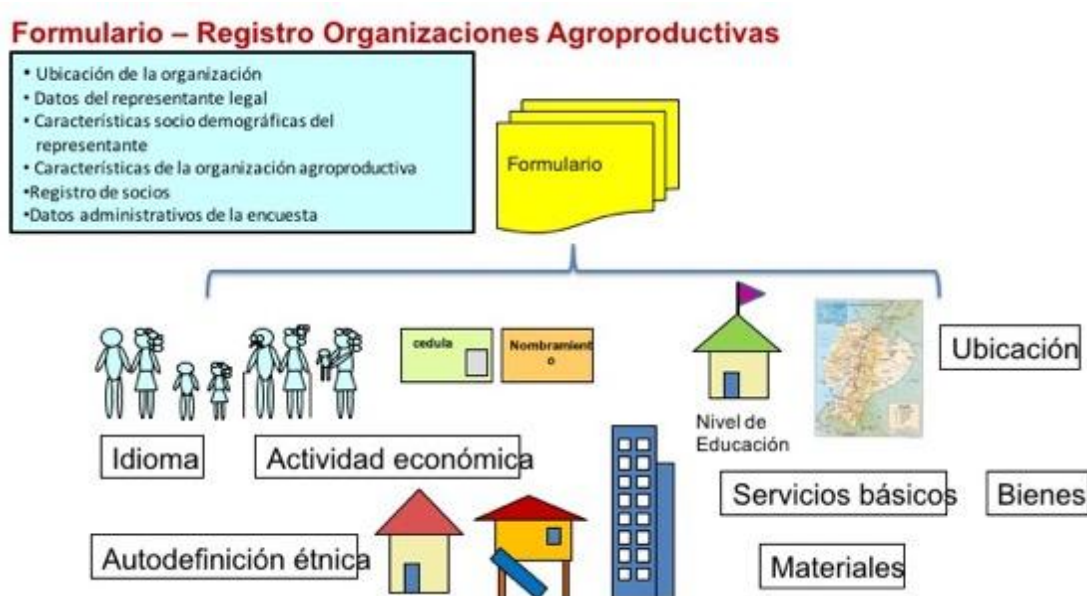 Formulario – Registro Organizaciones Agroproductivas
• Ubicación de la organización
• Datos del representante legal
• Características socio demográficas del
representante
• Características de la organización agroproductiva
•Registro de socios
•Datos administrativos de la encuesta
Formulario
cedula
Nombramient
o
Ubicación
Nivel de
Educación
Idioma
Actividad económica
Servicios básicos
Bienes
Autodefinición étnica
Materiales